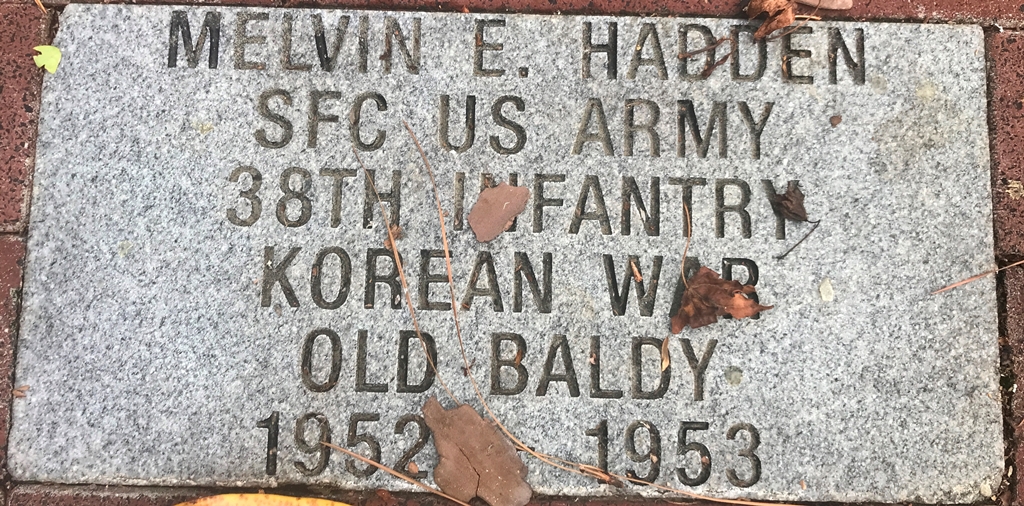 MELVIN E. HADDEN
SFC US ARMY
38TH INFANTRY
KOREAN WAR
OLD BALDY
1952 1953